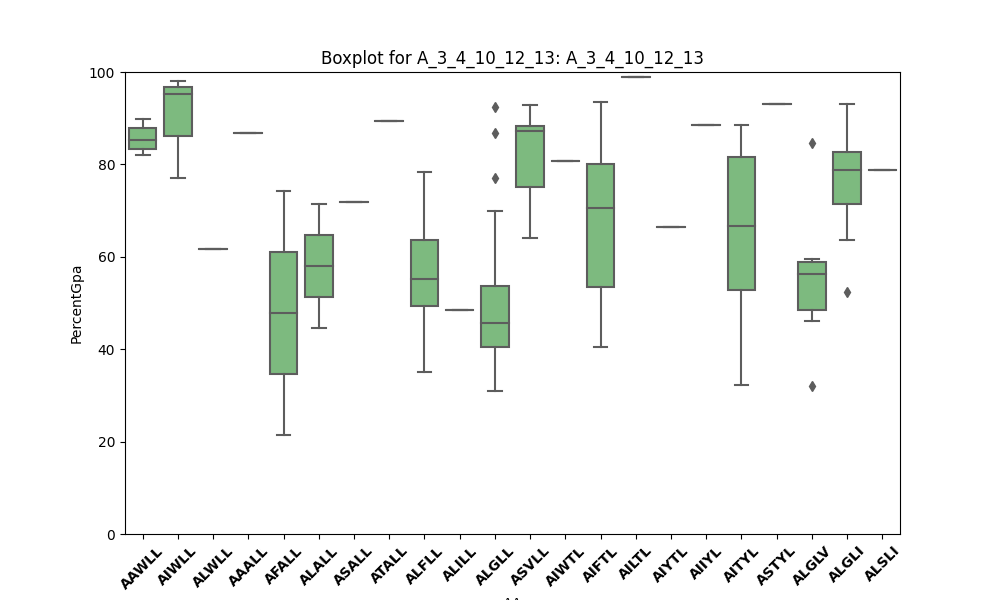 Boxplot for A_3_4_10_12_13: A_3_4_10_12_13
100
80
60
40
20
0
PercentGpa
AAWLL AIWLL ALWLL AAALL AFALL ALALL ASALL ATALL ALFLL ALILL ALGLL ASVLL AIWTL AIFTL AILTL AIYTL AIIYL AITYL ASTYL ALGLV ALGLI ALSLI